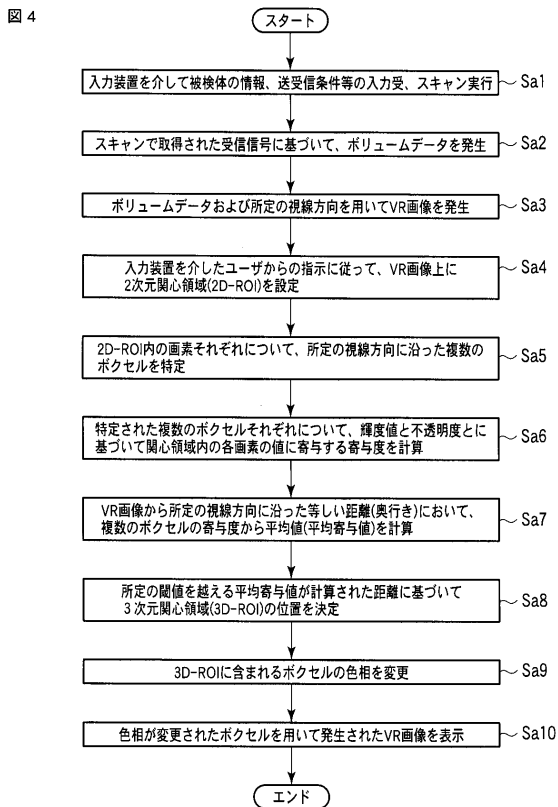 図4
スタート
入力装置を介して被検体の情報、送受信条件等の入力受、スキャン実行
Sa1
スキャンで取得された受信信号に基づいて、ボリュームデータを発生
Sa2
ボリュームデータおよび所定の視線方向を用いてVR画像を発生
Sa3
入力装置を介したユーザからの指示に従って、VR画像上に
2次元関心領域(2D-ROI)を設定
Sa4
2D-ROI内の画素それぞれについて、所定の視線方向に沿った複数の
ボクセルを特定
Sa5
特定された複数のボクセルそれぞれについて、輝度値と不透明度とに
基づいて関心領域内の各画素の値に寄与する寄与度を計算
Sa6
VR画像から所定の視線方向に沿った等しい距離(奥行き)において、
複数のボクセルの寄与度から平均値(平均寄与値)を計算
Sa7
所定の閾値を越える平均寄与値が計算された距離に基づいて
3次元関心領域(3D-ROI)の位置を決定
Sa8
3D-ROIに含まれるボクセルの色相を変更
Sa9
色相が変更されたボクセルを用いて発生されたVR画像を表示
Sa10
エンド